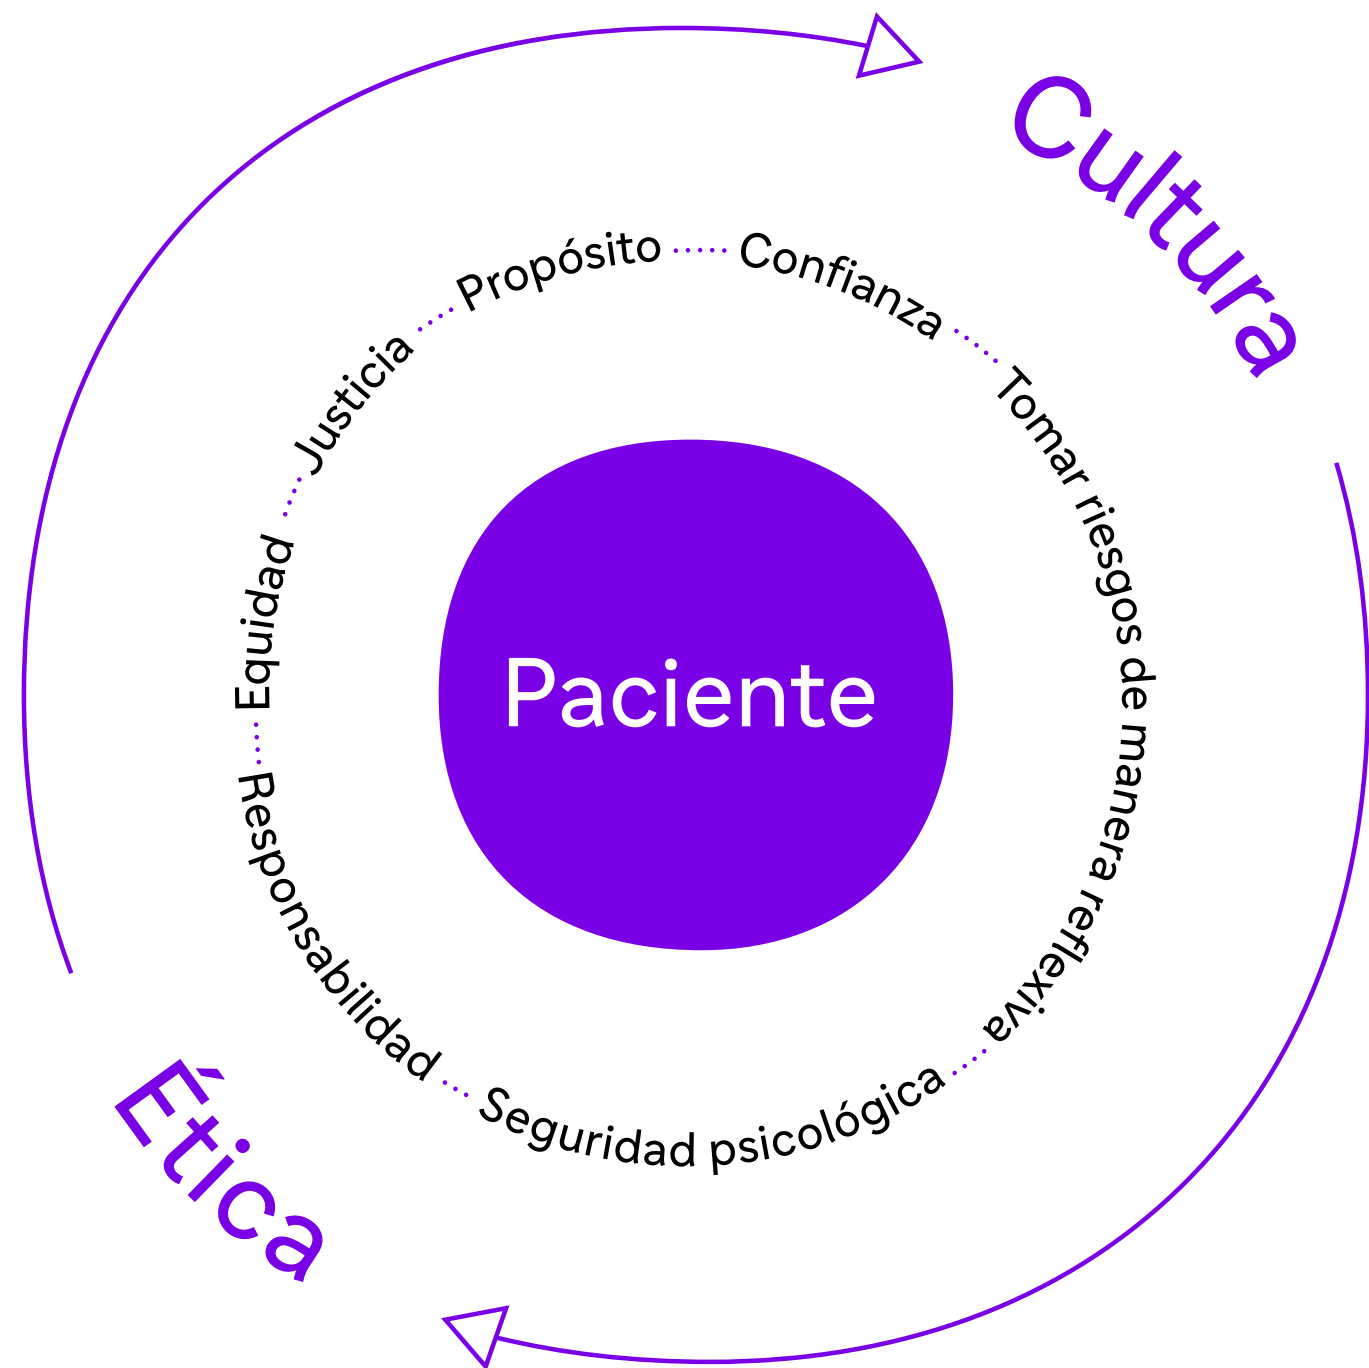 Cultura
Propósito
Confianza
Tomar riesgos de manera reflexiva
Seguridad psicológica
Responsabilidad
Equidad
Justicia
Paciente
Ética